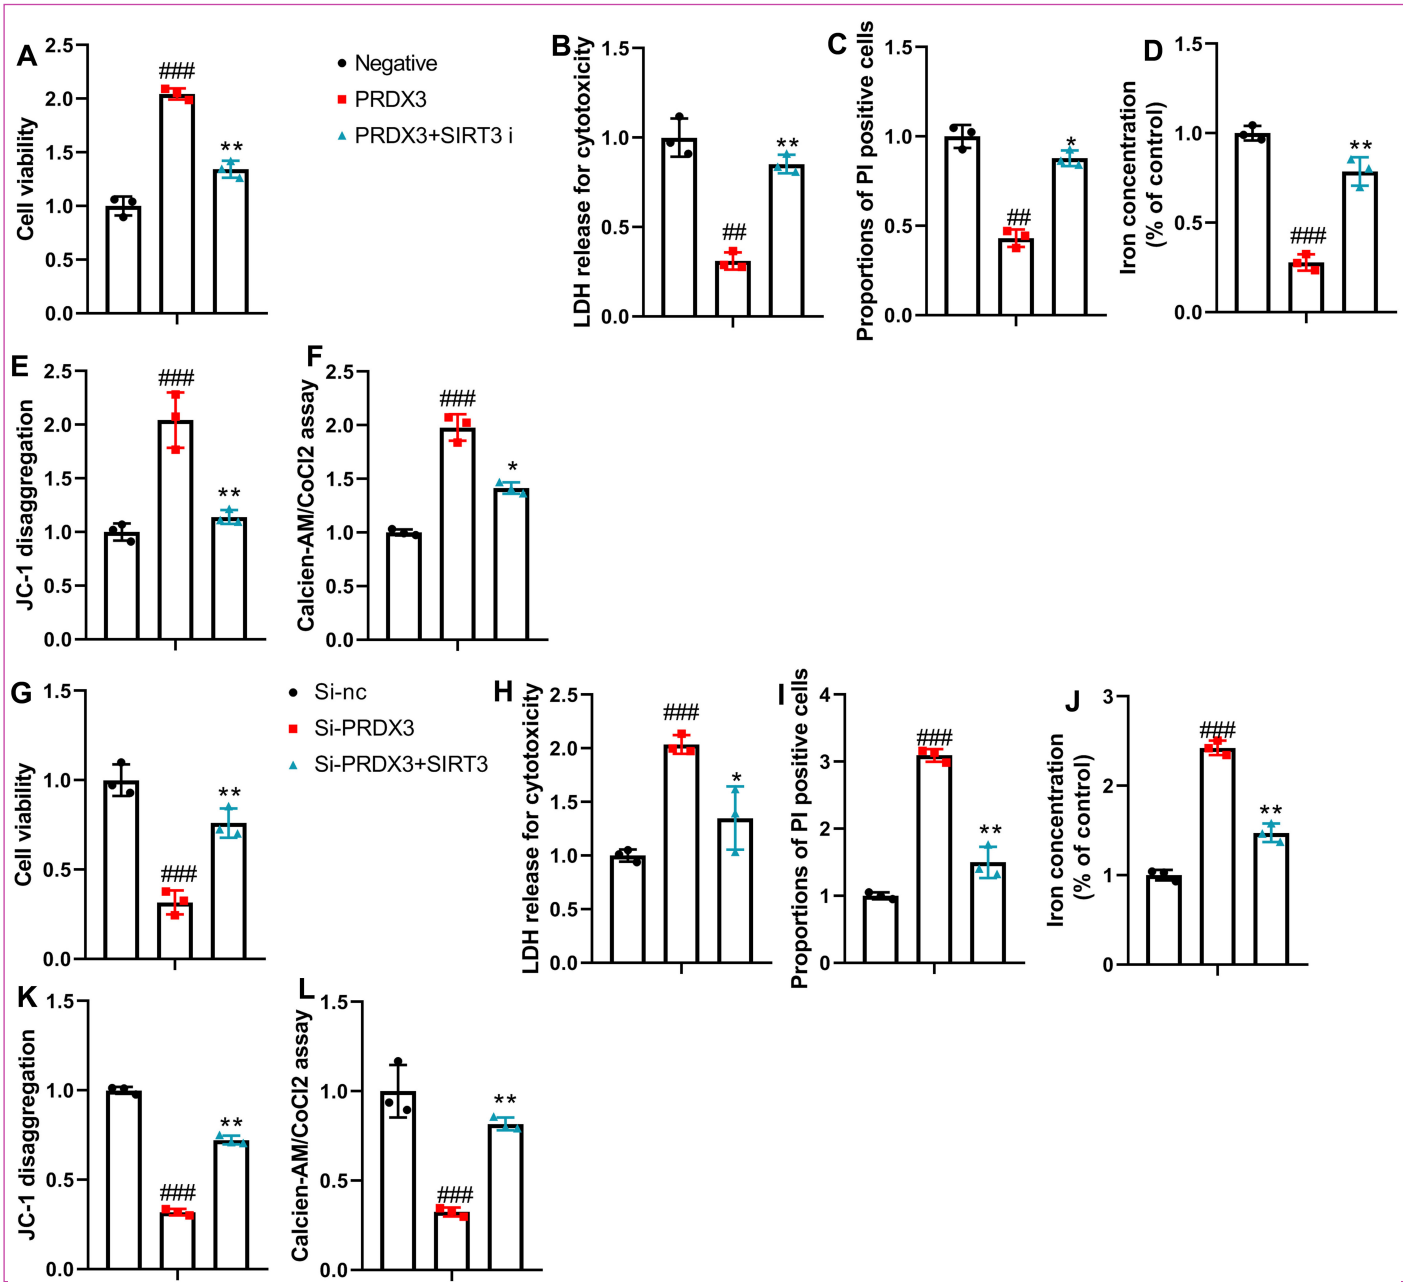 A
Cell viability
2.5
2.0
1.5
1.0
0.5
0.0
###
**
Negative
PRDX3
PRDX3+SIRT3 i
B
LDH release for cytotoxicity
1.5
1.0
0.5
0.0
##
**
C
Proportions of PI positive cells
1.5
1.0
0.5
0.0
##
*
D
Iron concentration
(% of control)
1.5
1.0
0.5
0.0
###
**
E
JC-1 disaggregation
2.5
2.0
1.5
1.0
0.5
0.0
###
**
F
Calcien-AM/CoCl2 assay
2.5
2.0
1.5
1.0
0.5
0.0
###
*
G
Cell viability
1.5
1.0
0.5
0.0
###
**
Si-nc
Si-PRDX3
Si-PRDX3+SIRT3
H
LDH release for cytotoxicity
2.5
2.0
1.5
1.0
0.5
0.0
###
*
I
Proportions of PI positive cells
4
3
2
1
0
###
**
J
Iron concentration
(% of control)
3
2
1
0
###
**
K
JC-1 disaggregation
1.5
1.0
0.5
0.0
###
**
L
Calcien-AM/CoCl2 assay
1.5
1.0
0.5
0.0
###
**